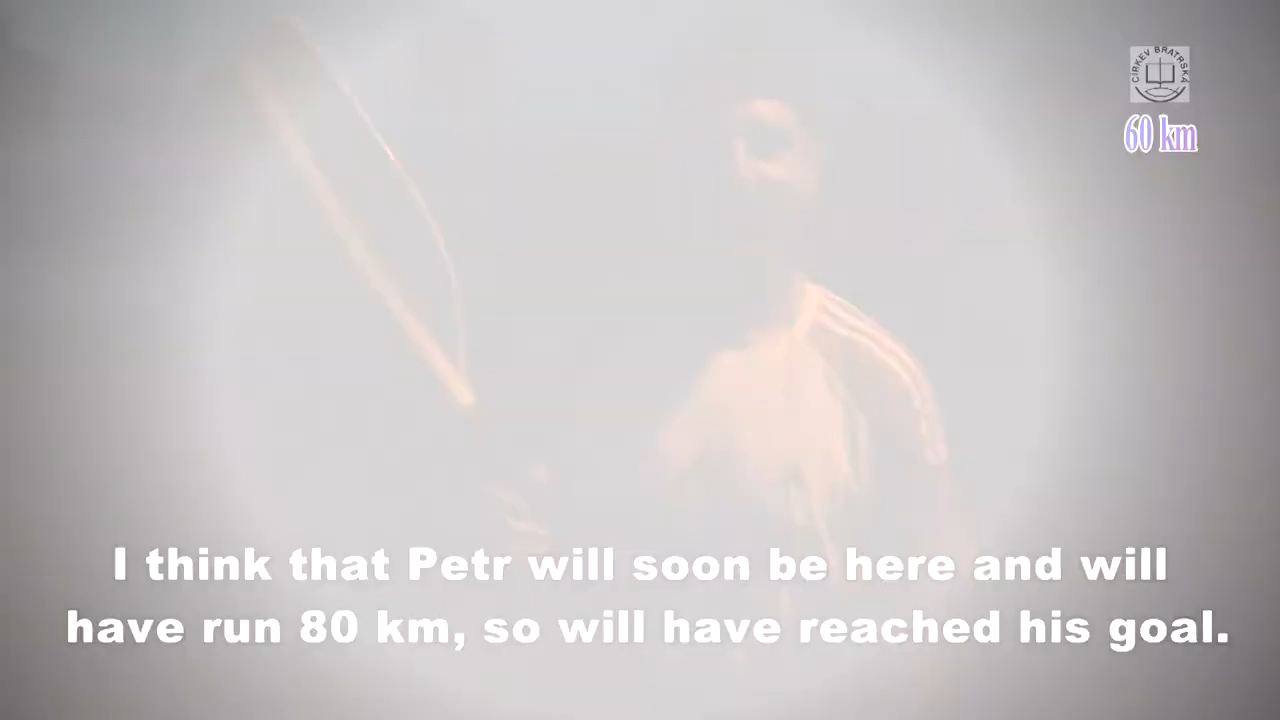 CÍRKEV BRATRSKÁ
60 km
I think that Petr will soon be here and will
have run 80 km, so will have reached his goal.